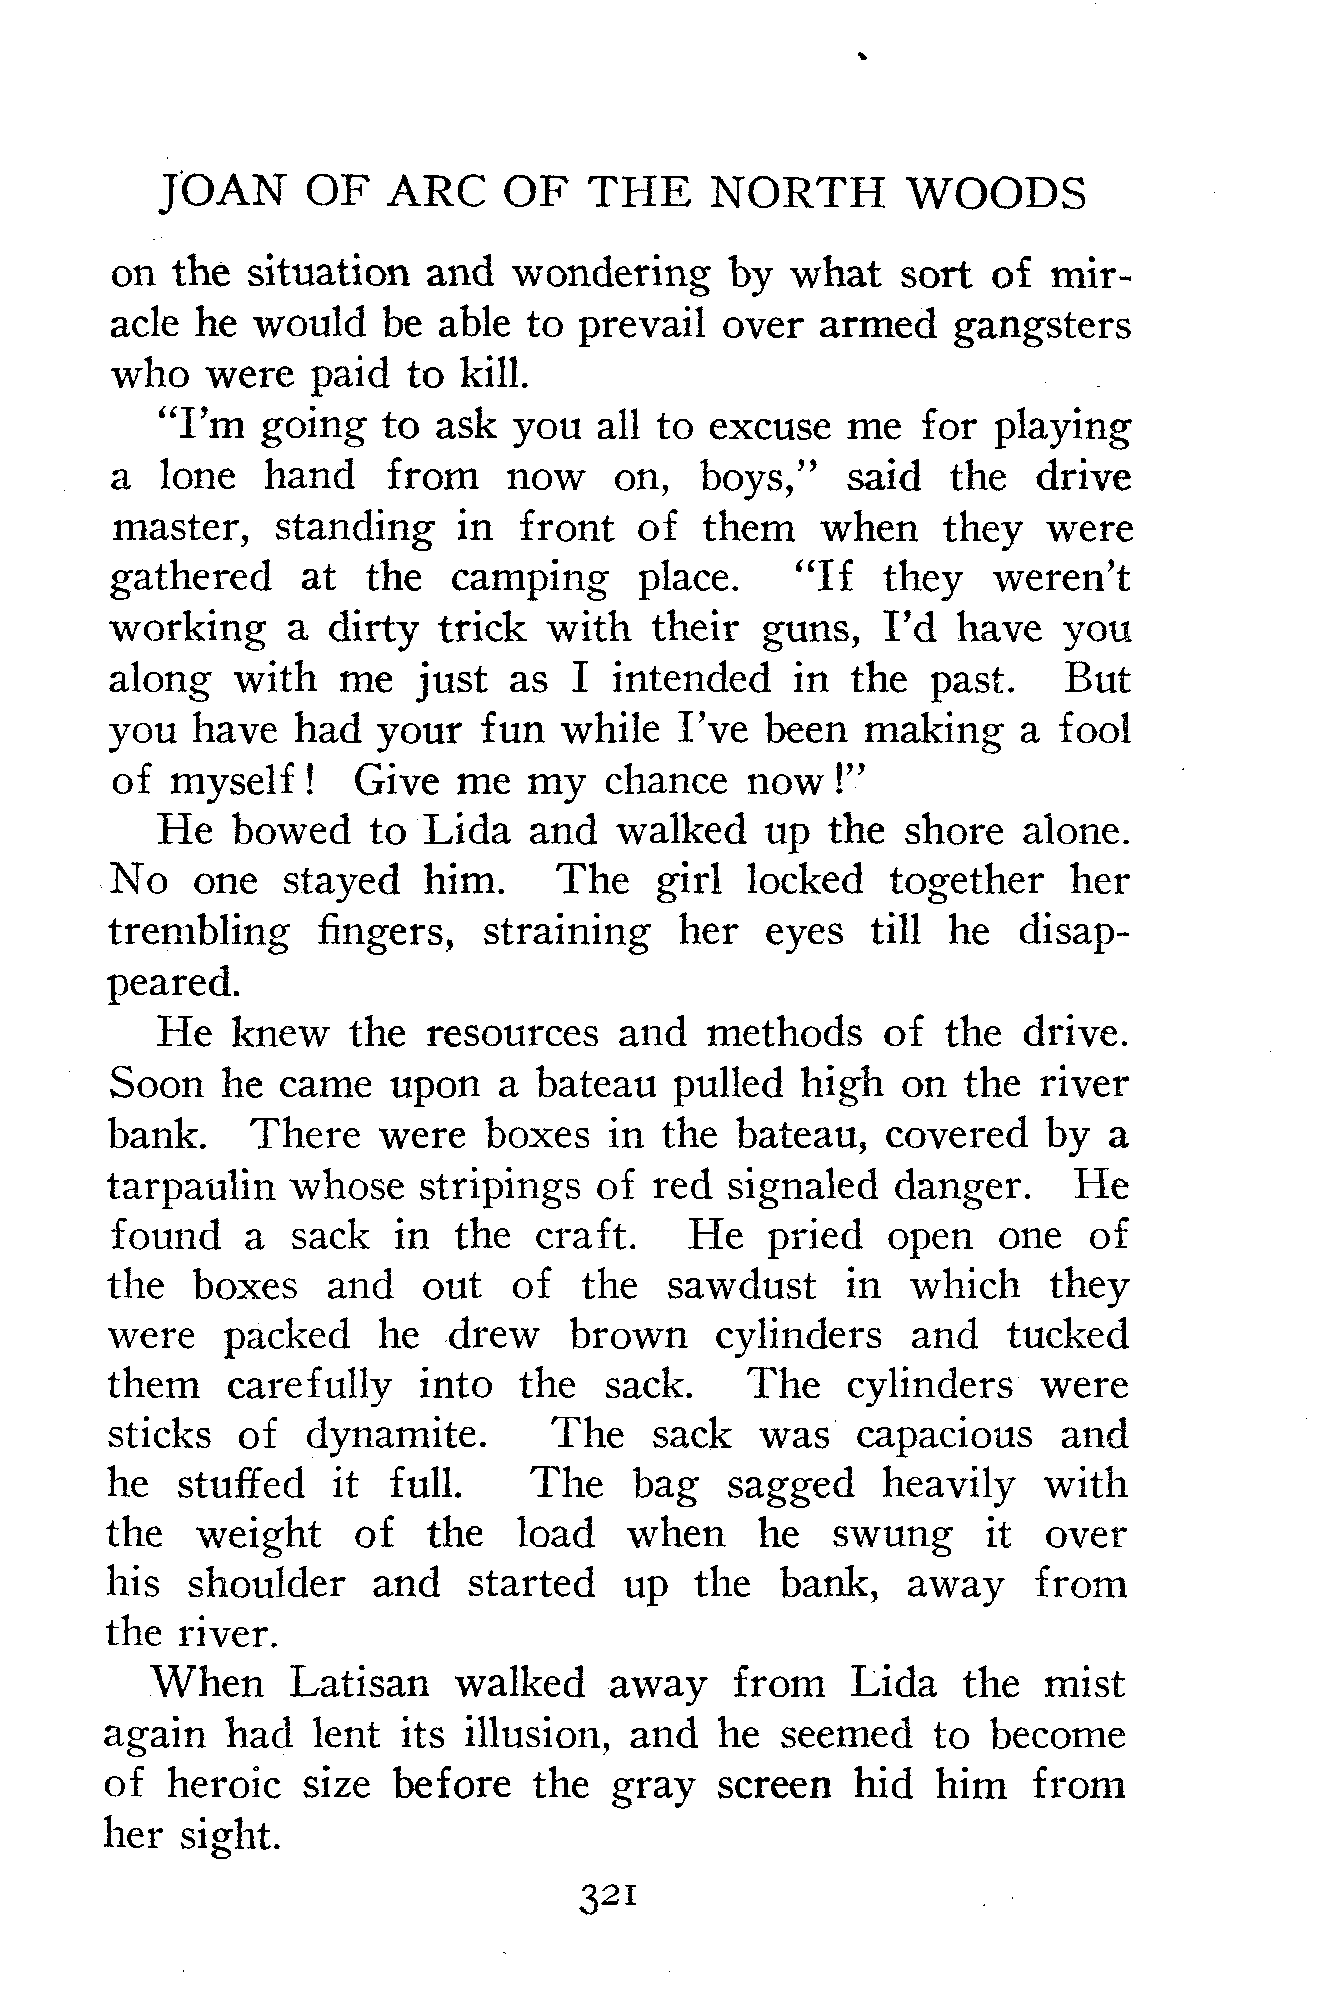 JOAN OF ARC OF THE NORTH WOODS
on the situation and wondering by what sort of mir-
acle he would be able to prevail over armed gangsters
who were paid to kill.
"I'm going to ask you all to excuse me for playing
a lone hand from now on, boys," said the drive
master, standing in front of them when they were
gathered at the camping place. "If they weren't
working a dirty trick with their guns, I'd have you
along with me just as I intended in the past. But
you have had your fun while I've been making a fool
of myself! Give me my chance now!"
He bowed to Lida and walked up the shore alone.
No one stayed him. The girl locked together her
trembling fingers, straining her eyes till he disap-
peared.
He knew the resources and methods of the drive.
Soon he came upon a bateau pulled high on the river
bank. There were boxes in the bateau, covered by a
tarpaulin whose stripings of red signaled danger. He
found a sack in the craft. He pried open one of
the boxes and out of the sawdust in which they
were packed he drew brown cylinders and tucked
them carefully into the sack. The cylinders were
sticks of dynamite. The sack was capacious and
he stuffed it full. The bag sagged heavily with
the weight of the load when he swung it over
his shoulder and started up the bank, away from
the river.
When Latisan walked away from Lida the mist
again had lent its illusion, and he seemed to become
of heroic size before the gray screen hid him from
her sight.
321